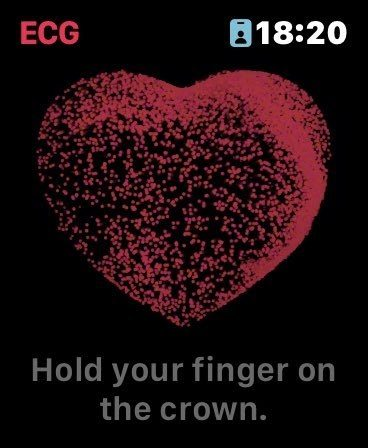 ECG 18:20
Hold your finger on
the crown.